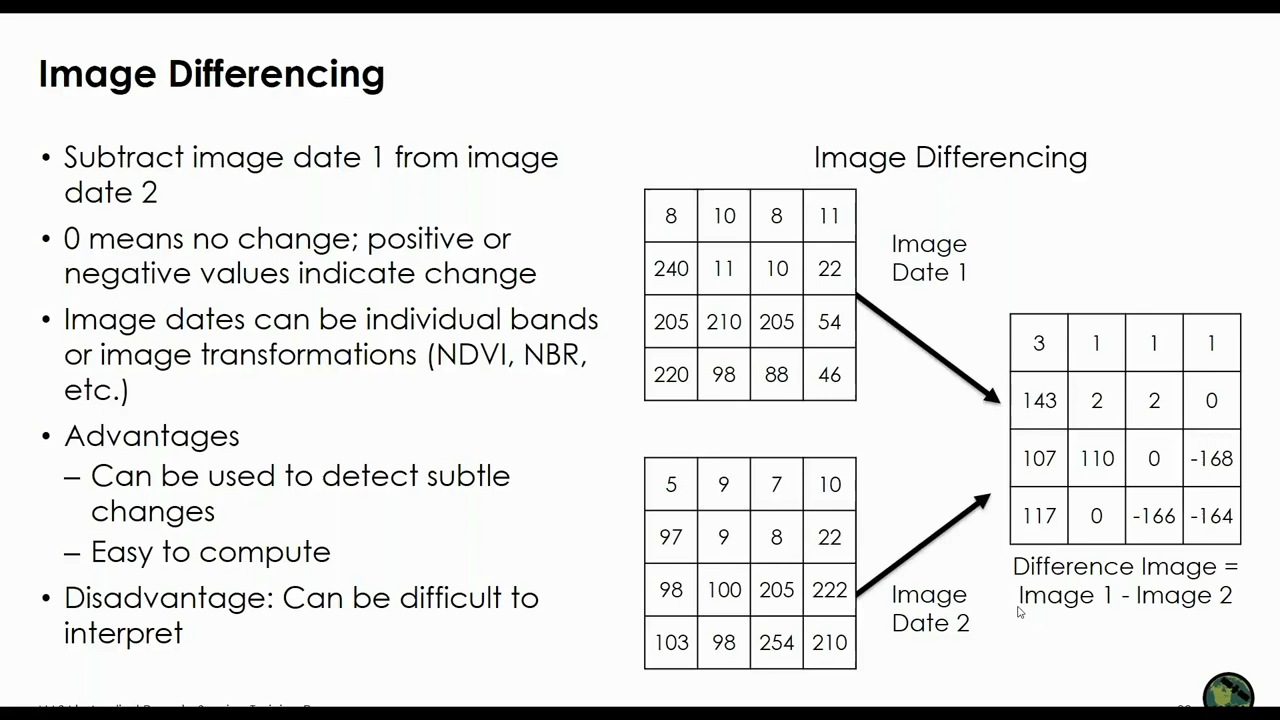 Image Differencing
• Subtract image date 1 from image
date 2
• 0 means no change; positive or
negative values indicate change
• Image dates can be individual bands
or image transformations (NDVI, NBR,
etc.)
• Advantages
– Can be used to detect subtle
changes
– Easy to compute
• Disadvantage: Can be difficult to
interpret
Image Differencing
8 10 8 11
240 11 10 22
205 210 205 54
220 98 88 46
Image
Date 1
5 9 7 10
97 9 8 22
98 100 205 222
103 98 254 210
Image
Date 2
3 1 1 1
143 2 2 0
107 110 0 -168
117 0 -166 -164
Difference Image =
Image 1 - Image 2